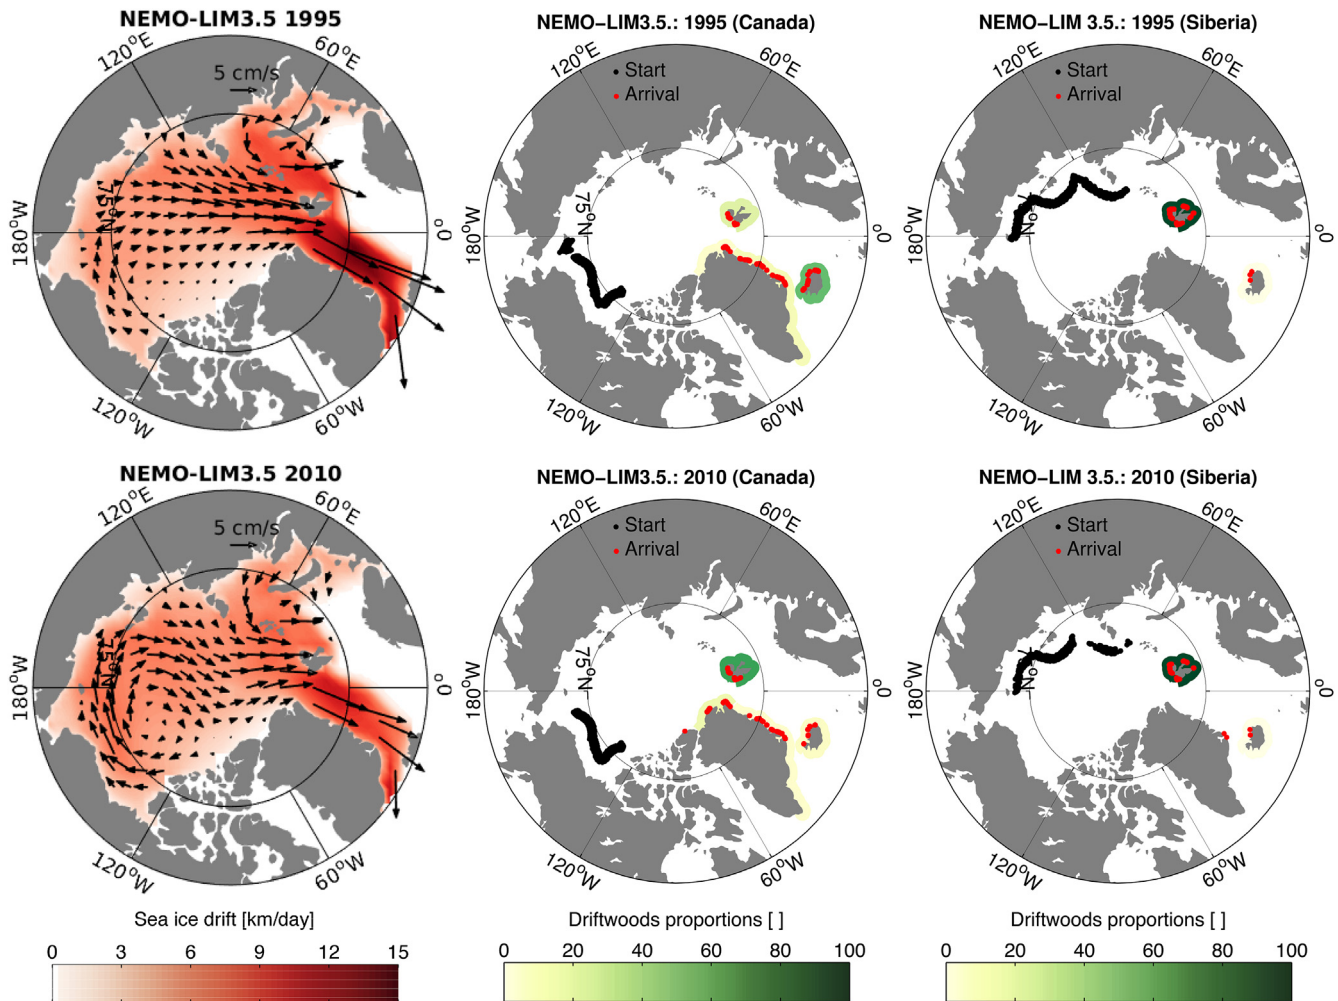 NEMO-LIM3.5 1995
120°E
60°E
5 cm/s
75°N
180°W
0°
120°W
60°W
NEMO−LIM3.5.: 1995 (Canada)
120°E
60°E
Start
Arrival
75°N
180°W
0°
120°W
60°W
NEMO−LIM 3.5.: 1995 (Siberia)
120°E
60°E
Start
Arrival
180°W
0
120°W
60°W
NEMO-LIM3.5 2010
120°E
60°E
5 cm/s
75°N
180°W
0°
120°W
60°W
NEMO−LIM3.5.: 2010 (Canada)
120°E
60°E
Start
Arrival
75°N
180°W
0°
120°W
60°W
NEMO−LIM 3.5.: 2010 (Siberia)
120°E
60°E
Start
Arrival
180°W
0°
120°W
60°W
Sea ice drift [km/day]
0 3 6 9 12 15
Driftwoods proportions [ ]
0 20 40 60 80 100
Driftwoods proportions [ ]
0 20 40 60 80 100